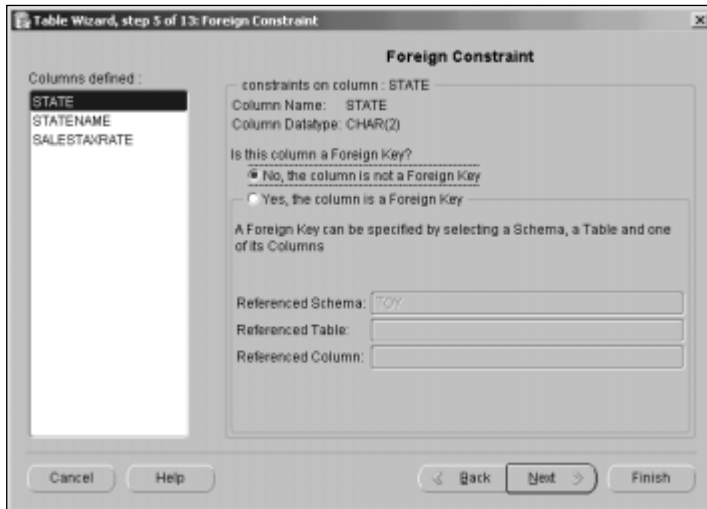 Table Wizard, step 5 of 13: Foreign Constraint
Foreign Constraint
Columns defined :
STATE
STATENAME
SALESTAXRATE
constraints on column : STATE
Column Name: STATE
Column Datatype: CHAR(2)
Is this column a Foreign Key?
No, the column is not a Foreign Key
Yes, the column is a Foreign Key
A Foreign Key can be specified by selecting a Schema, a Table and one
of its Columns
Referenced Schema: TOY
Referenced Table:
Referenced Column:
Cancel Help Back Next Finish